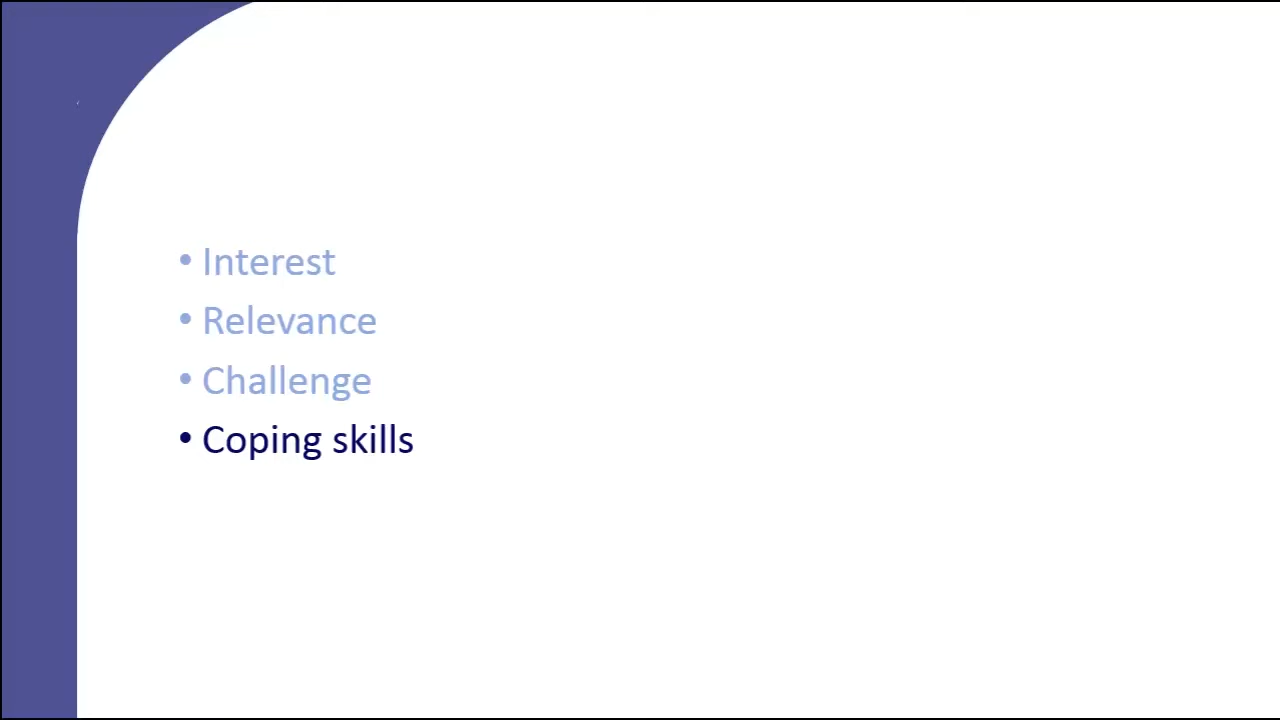 • Interest
• Relevance
• Challenge
• Coping skills